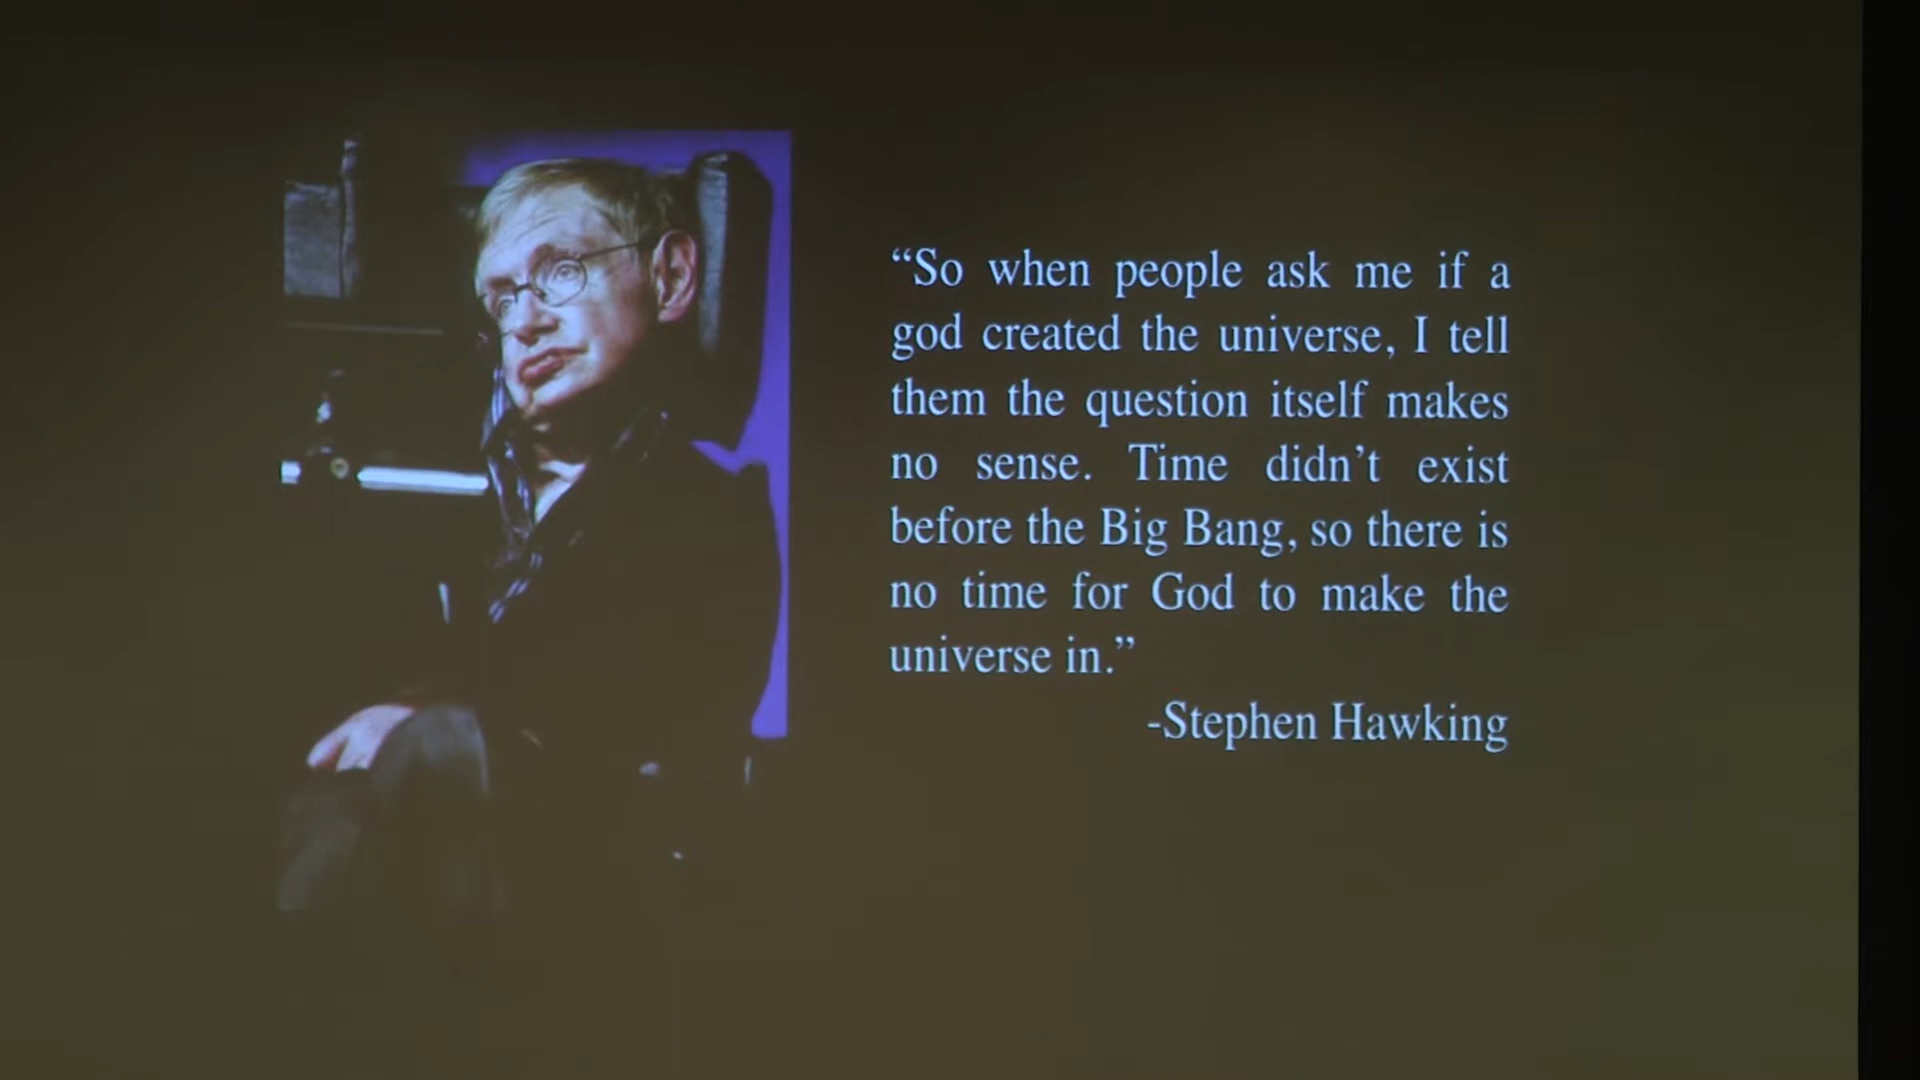 “So when people ask me if a
god created the universe, I tell
them the question itself makes
no sense. Time didn’t exist
before the Big Bang, so there is
no time for God to make the
universe in.”
-Stephen Hawking